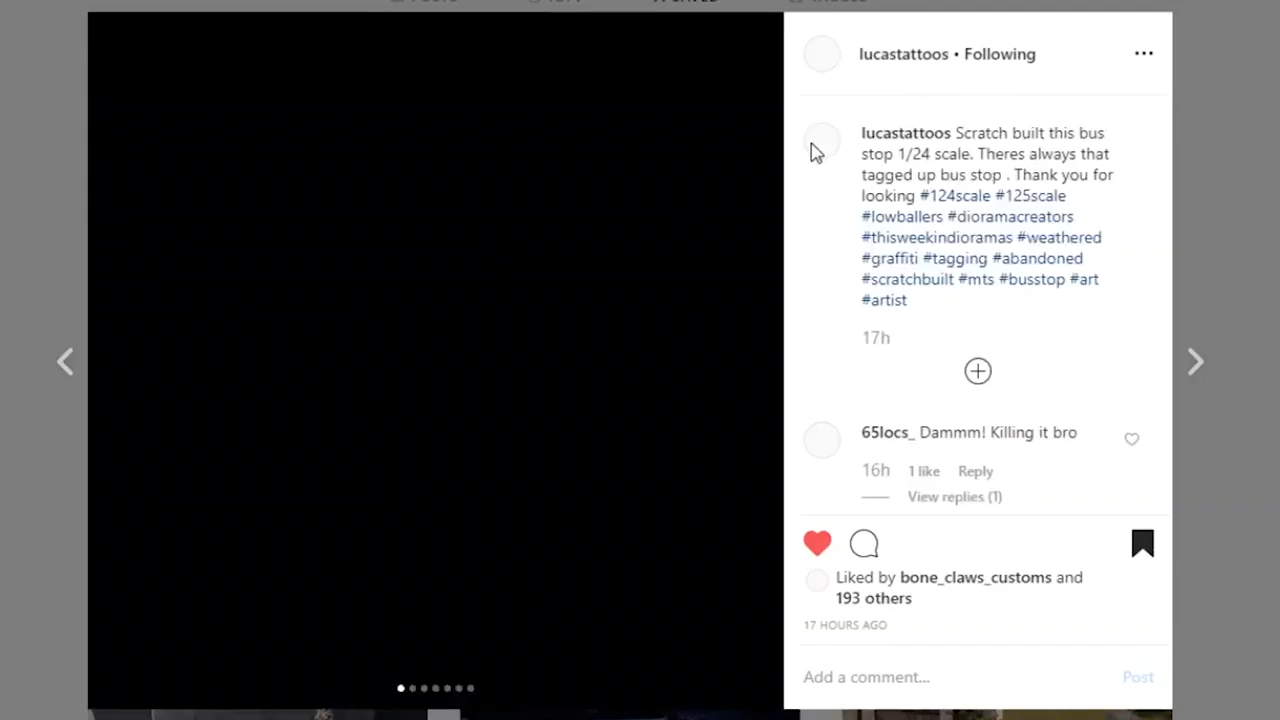 lucastattoos • Following
lucastattoos Scratch built this bus
stop 1/24 scale. Theres always that
tagged up bus stop . Thank you for
looking #124scale #125scale
#lowballers #dioramacreators
#thisweekindioramas #weathered
#graffiti #tagging #abandoned
#scratchbuilt #mts #busstop #art
#artist
17h
65locs_ Dammm! Killing it bro
16h 1 like Reply
View replies (1)
Liked by bone_claws_customs and
193 others
17 HOURS AGO
Add a comment... Post